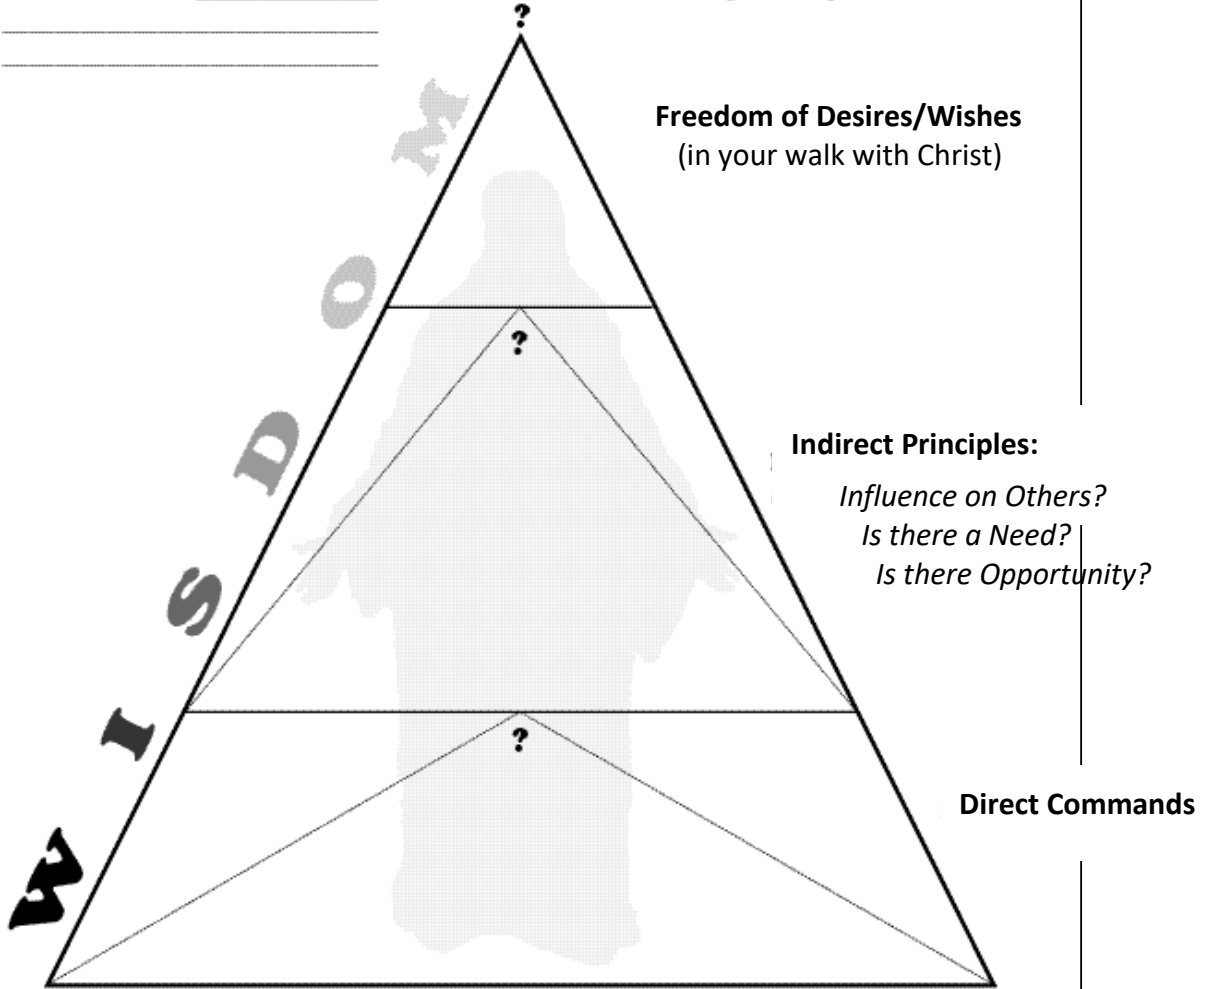 ?
Freedom of Desires/Wishes
(in your walk with Christ)
?
Indirect Principles:
Influence on Others?
Is there a Need?
Is there Opportunity?
?
Direct Commands
WISDOM